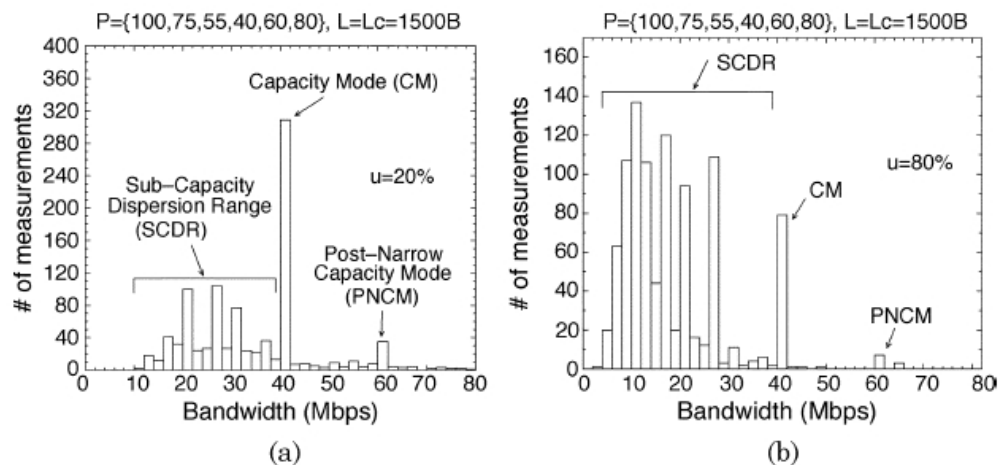 P={100,75,55,40,60,80}, L=Lc=1500B
400
360
320
280
240
200
160
120
80
40
0
# of measurements
Capacity Mode (CM)
u=20%
Sub–Capacity
Dispersion Range
(SCDR)
Post–Narrow
Capacity Mode
(PNCM)
0 10 20 30 40 50 60 70 80
Bandwidth (Mbps)
(a)
P={100,75,55,40,60,80}, L=Lc=1500B
160
140
120
100
80
60
40
20
0
# of measurements
SCDR
u=80%
CM
PNCM
0 10 20 30 40 50 60 70 80
Bandwidth (Mbps)
(b)